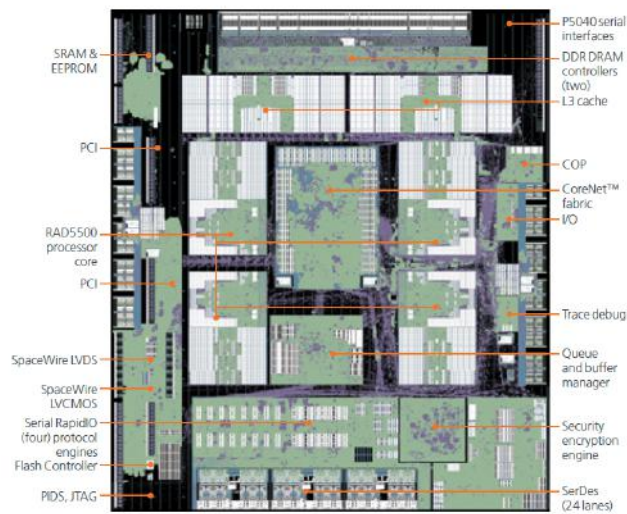 SRAM &
EEPROM
PCI
RAD5500
processor
core
PCI
SpaceWire LVDS
SpaceWire
LVCMOS
Serial RapidIO
(four) protocol
engines
Flash Controller
PIDS, JTAG
P5040 serial
interfaces
DDR DRAM
controllers
(two)
L3 cache
COP
CoreNet™
fabric
I/O
Trace debug
Queue
and buffer
manager
Security
encryption
engine
SerDes
(24 lanes)